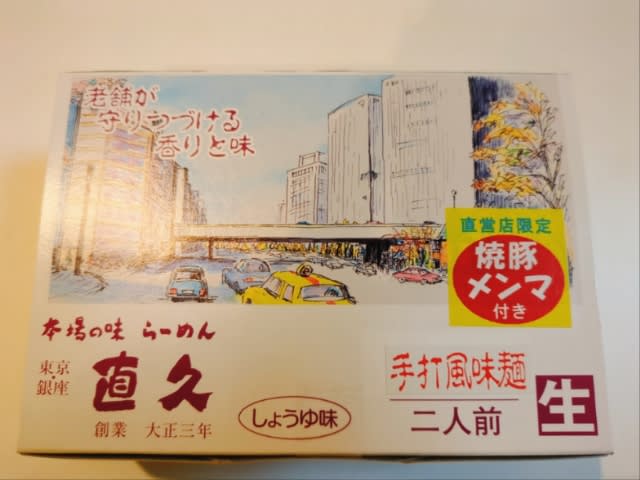 老舗が
守りつづける
香りと味
直営店限定
焼豚
メンマ
付き
本場の味 らーめん
東京・銀座
直久
創業 大正三年
しょうゆ味
手打風味麺
二人前
生